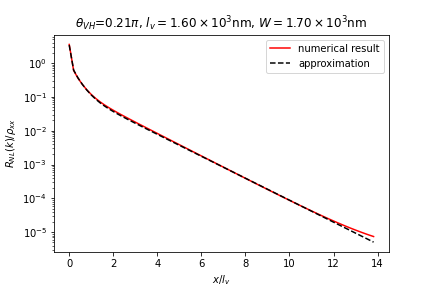 θ_VH=0.21π, l_v = 1.60 × 10³nm, W = 1.70 × 10³nm
numerical result
approximation
R_NL(k)/ρ_xx
10⁰
10⁻¹
10⁻²
10⁻³
10⁻⁴
10⁻⁵
0 2 4 6 8 10 12 14
x/l_v